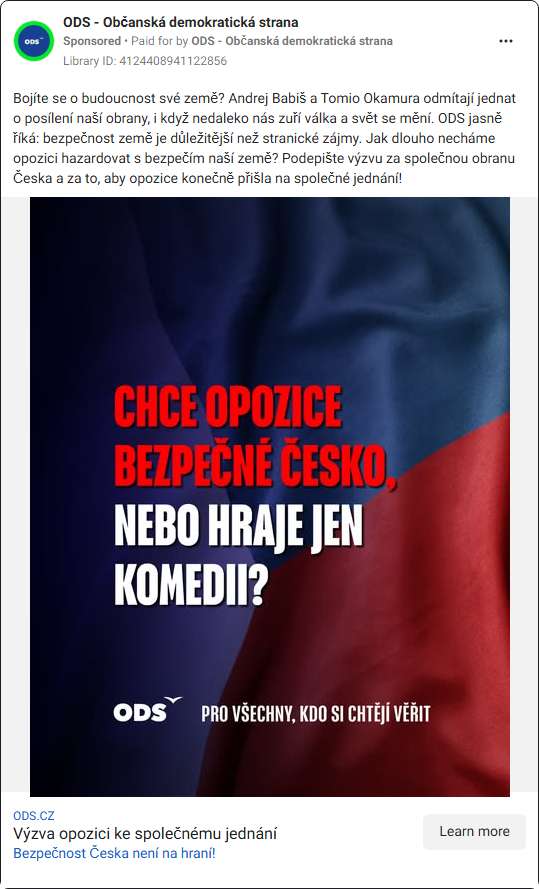 ODS - Občanská demokratická strana
Sponsored • Paid for by ODS - Občanská demokratická strana
Library ID: 4124408941122856
Bojíte se o budoucnost své země? Andrej Babiš a Tomio Okamura odmítají jednat
o posílení naší obrany, i když nedaleko nás zuří válka a svět se mění. ODS jasně
říká: bezpečnost země je důležitější než stranické zájmy. Jak dlouho necháme
opozici hazardovat s bezpečím naší země? Podepište výzvu za společnou obranu
Česka a za to, aby opozice konečně přišla na společné jednání!
CHCE OPOZICE
BEZPEČNÉ ČESKO,
NEBO HRAJE JEN
KOMEDII?
ODS PRO VŠECHNY, KDO SI CHTĚJÍ VĚŘIT
ODS.CZ
Výzva opozici ke společnému jednání
Bezpečnost Česka není na hraní!
Learn more